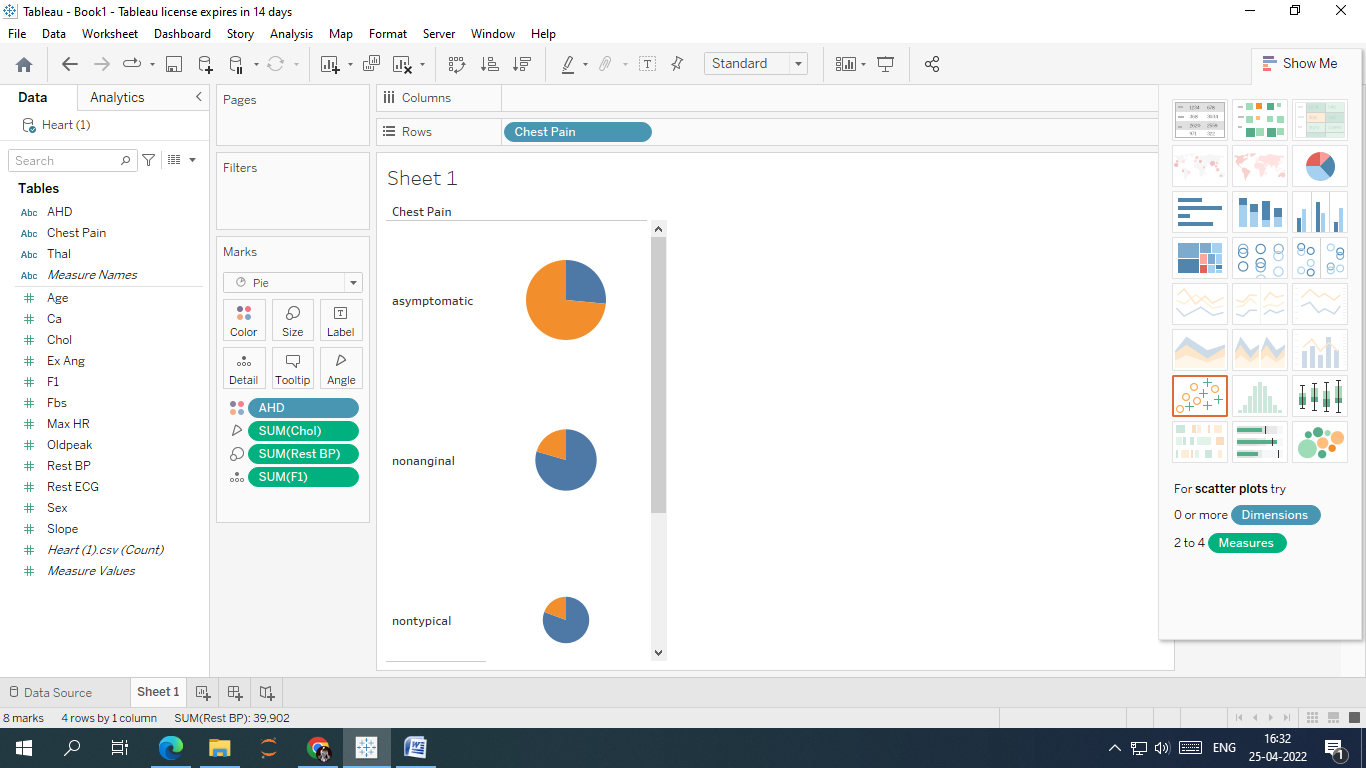 Tableau - Book1 - Tableau license expires in 14 days
File Data Worksheet Dashboard Story Analysis Map Format Server Window Help
Standard
Show Me
Data Analytics
Heart (1)
Search
Tables
Abc AHD
Abc Chest Pain
Abc Thal
Abc Measure Names
Age
Ca
Chol
Ex Ang
F1
Fbs
Max HR
Oldpeak
Rest BP
Rest ECG
Sex
Slope
Heart (1).csv (Count)
Measure Values
Pages
Filters
Marks
Pie
Color Size Label
Detail Tooltip Angle
AHD
SUM(Chol)
SUM(Rest BP)
SUM(F1)
Columns
Rows Chest Pain
Sheet 1
Chest Pain
asymptomatic
nonanginal
nontypical
For scatter plots try
0 or more Dimensions
2 to 4 Measures
Data Source Sheet 1
8 marks 4 rows by 1 column SUM(Rest BP): 39,902
ENG
16:32
25-04-2022
1